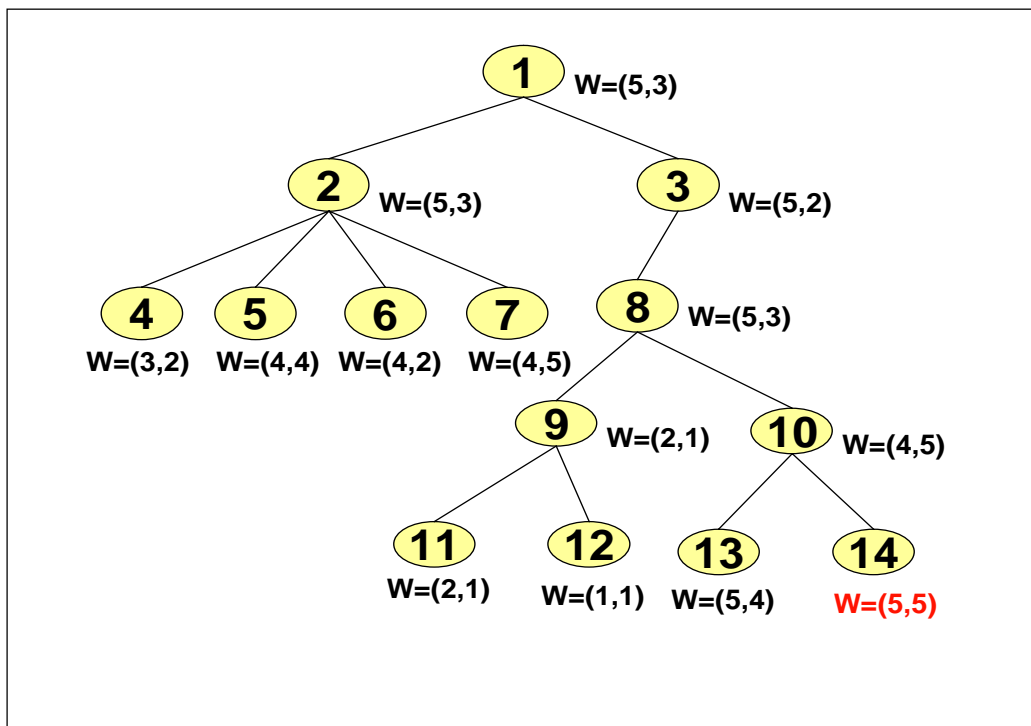 1
W=(5,3)
2
W=(5,3)
3
W=(5,2)
4
W=(3,2)
5
W=(4,4)
6
W=(4,2)
7
W=(4,5)
8
W=(5,3)
9
W=(2,1)
10
W=(4,5)
11
W=(2,1)
12
W=(1,1)
13
W=(5,4)
14
W=(5,5)